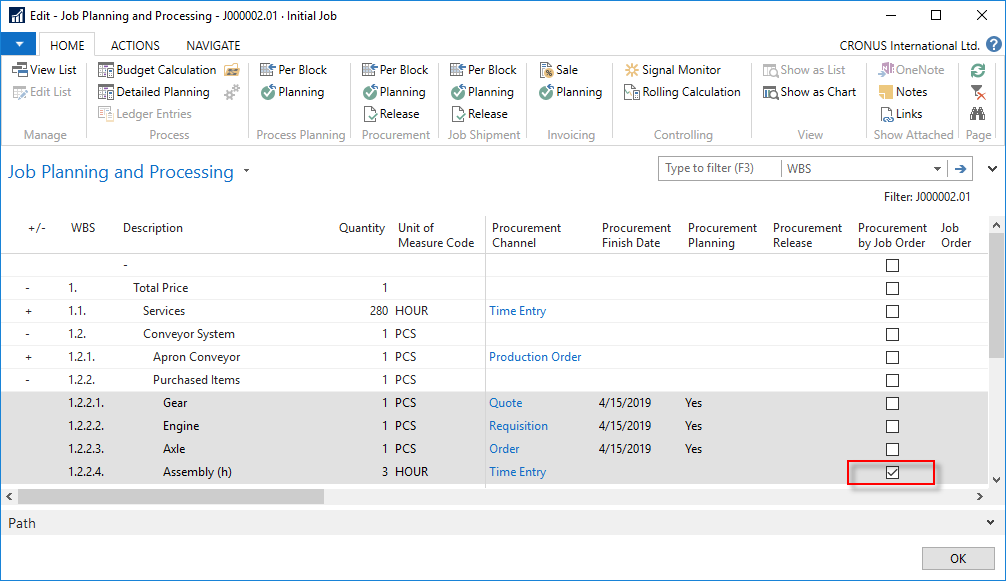 Edit - Job Planning and Processing - J000002.01 · Initial Job
HOME ACTIONS NAVIGATE CRONUS International Ltd. ?
View List Budget Calculation Per Block Per Block Per Block Sale Signal Monitor Show as List OneNote
Edit List Detailed Planning Planning Planning Planning Planning Rolling Calculation Show as Chart Notes
Ledger Entries Release Release Links
Manage Process Process Planning Procurement Job Shipment Invoicing Controlling View Show Attached Page
Job Planning and Processing Type to filter (F3) WBS
Filter: J000002.01
+/- WBS Description Quantity Unit of Measure Code Procurement Channel Procurement Finish Date Procurement Planning Procurement Release Procurement by Job Order Job Order
-
- 1. Total Price 1
+ 1.1. Services 280 HOUR Time Entry
- 1.2. Conveyor System 1 PCS
+ 1.2.1. Apron Conveyor 1 PCS Production Order
- 1.2.2. Purchased Items 1 PCS
1.2.2.1. Gear 1 PCS Quote 4/15/2019 Yes
1.2.2.2. Engine 1 PCS Requisition 4/15/2019 Yes
1.2.2.3. Axle 1 PCS Order 4/15/2019 Yes
1.2.2.4. Assembly (h) 3 HOUR Time Entry
Path
OK